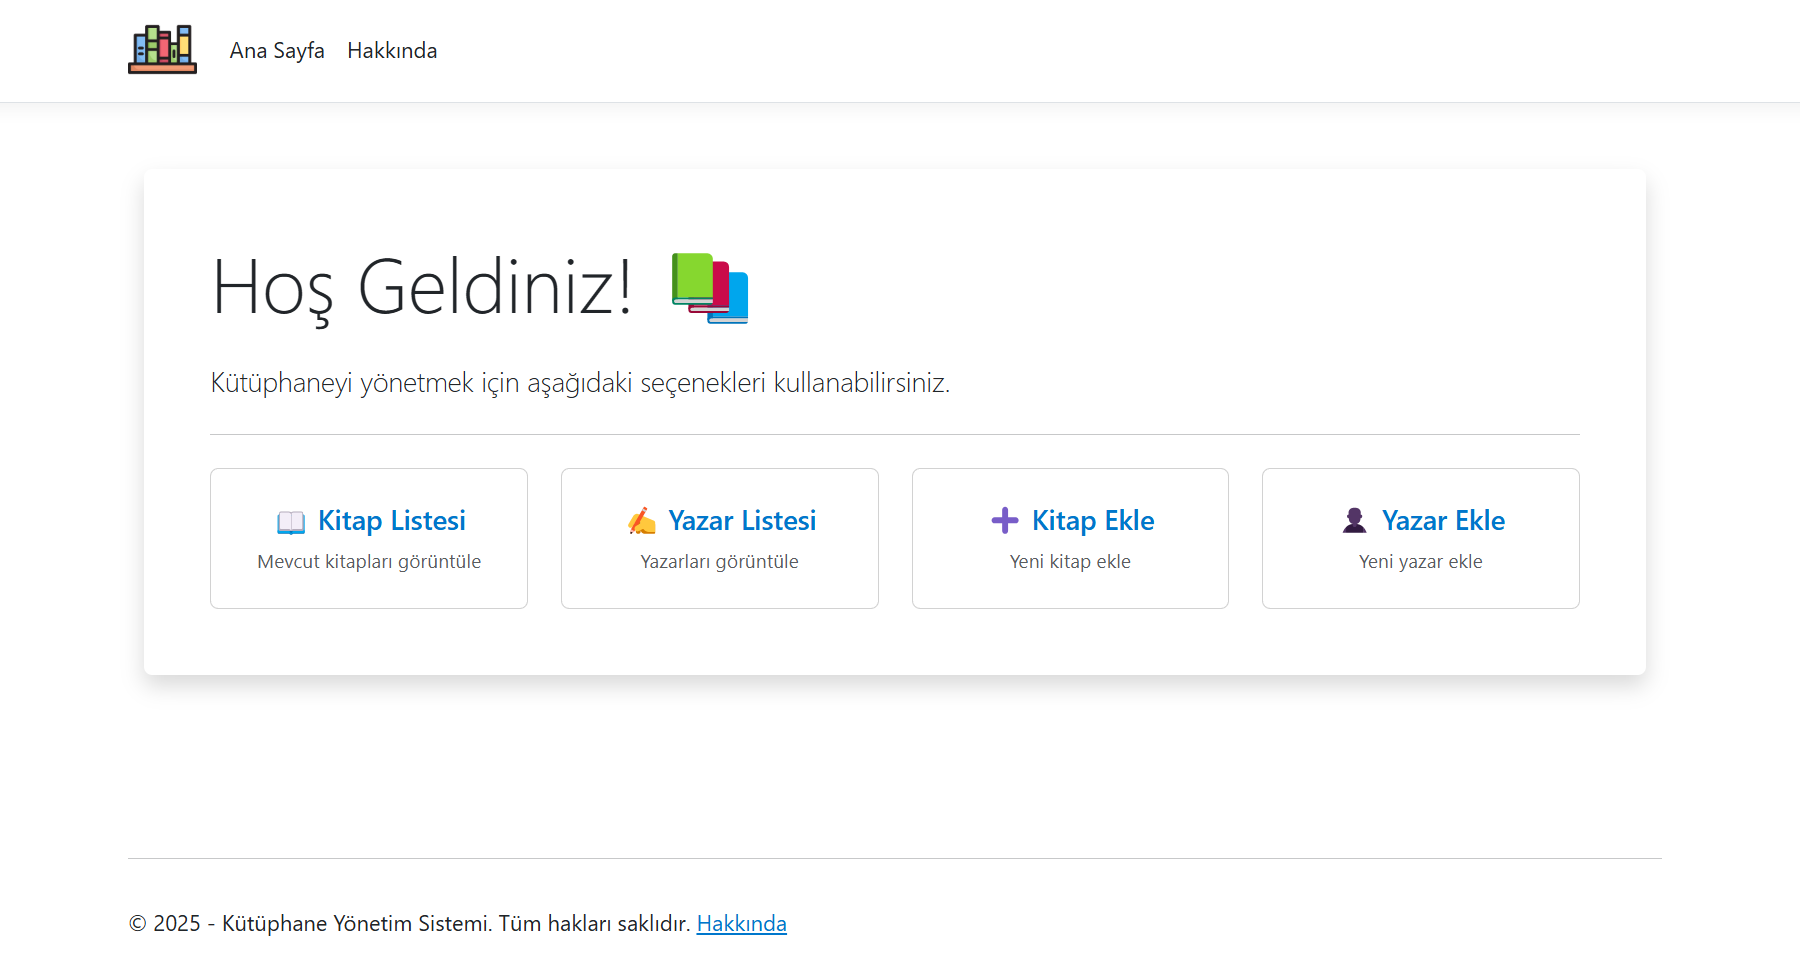 Ana Sayfa Hakkında
Hoş Geldiniz!
Kütüphaneyi yönetmek için aşağıdaki seçenekleri kullanabilirsiniz.
Kitap Listesi
Mevcut kitapları görüntüle
Yazar Listesi
Yazarları görüntüle
Kitap Ekle
Yeni kitap ekle
Yazar Ekle
Yeni yazar ekle
© 2025 - Kütüphane Yönetim Sistemi. Tüm hakları saklıdır. Hakkında